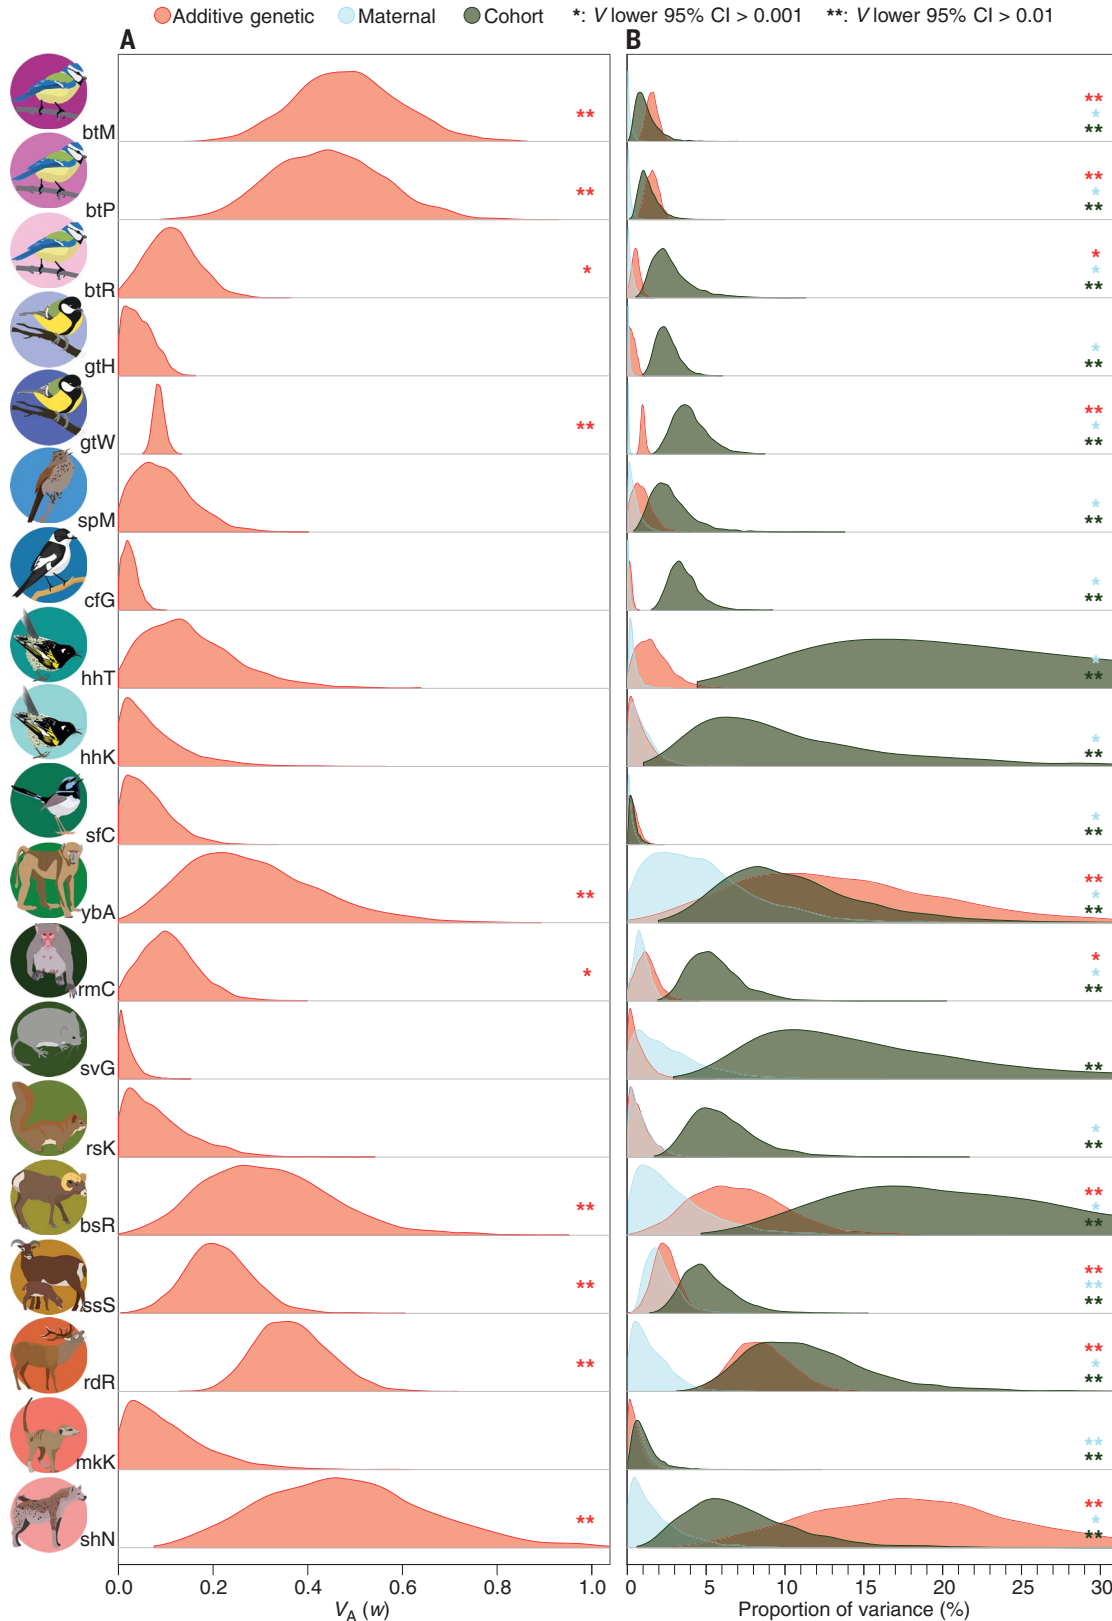 Additive genetic Maternal Cohort *: V lower 95% CI > 0.001 **: V lower 95% CI > 0.01
A B
btM ** ** * **
btP ** ** * **
btR * * * **
gtH * **
gtW ** ** * **
spM * **
cfG * **
hhT * **
hhK * **
sfC * **
ybA ** ** * **
rmC * * * **
svG **
rsK * **
bsR ** ** * **
ssS ** ** ** **
rdR ** ** * **
mkK ** **
shN ** ** * **
0.0 0.2 0.4 0.6 0.8 1.0 0 5 10 15 20 25 30
VA (w) Proportion of variance (%)